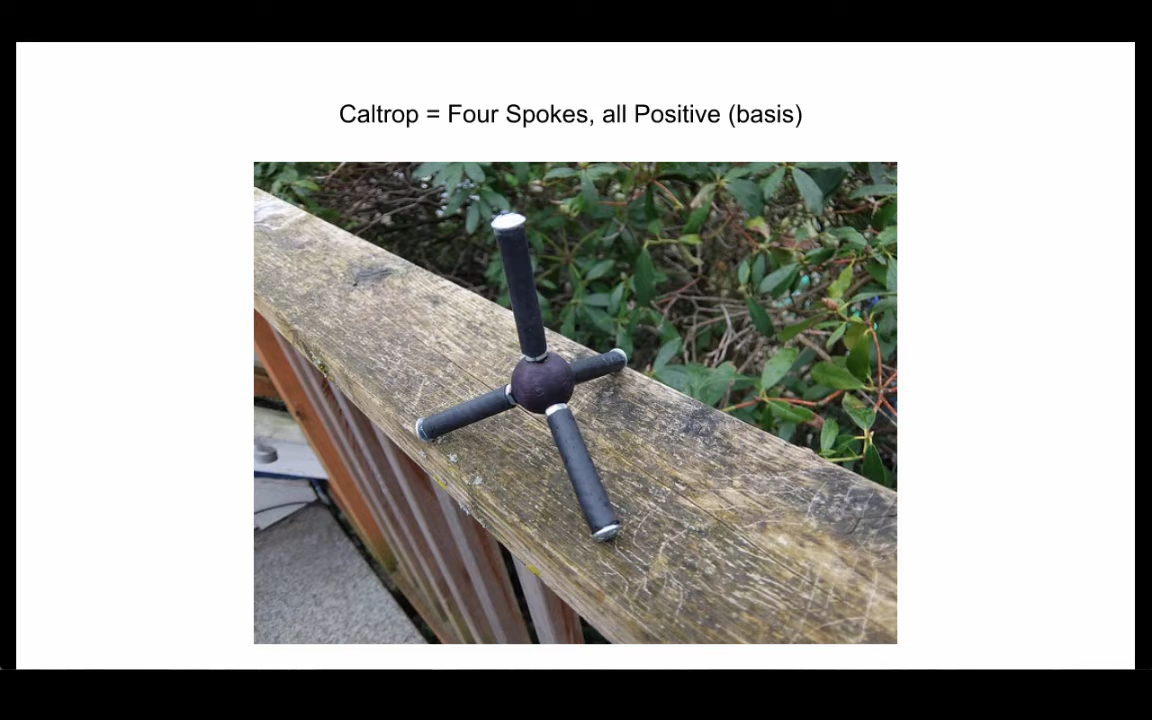 Caltrop = Four Spokes, all Positive (basis)